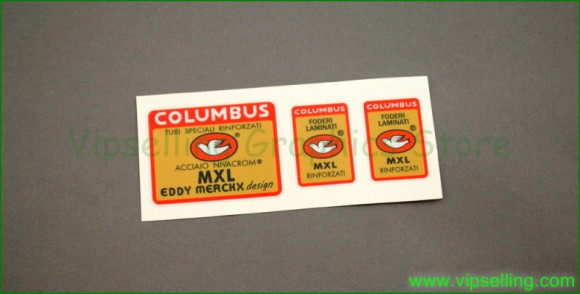 COLUMBUS
TUBI SPECIALI RINFORZATI
®
ACCIAIO NIVACROM®
MXL
EDDY MERCKX design
COLUMBUS
FODERI
LAMINATI
®
MXL
RINFORZATI
COLUMBUS
FODERI
LAMINATI
®
MXL
RINFORZATI
Vipselling Graphics Store
www.vipselling.com